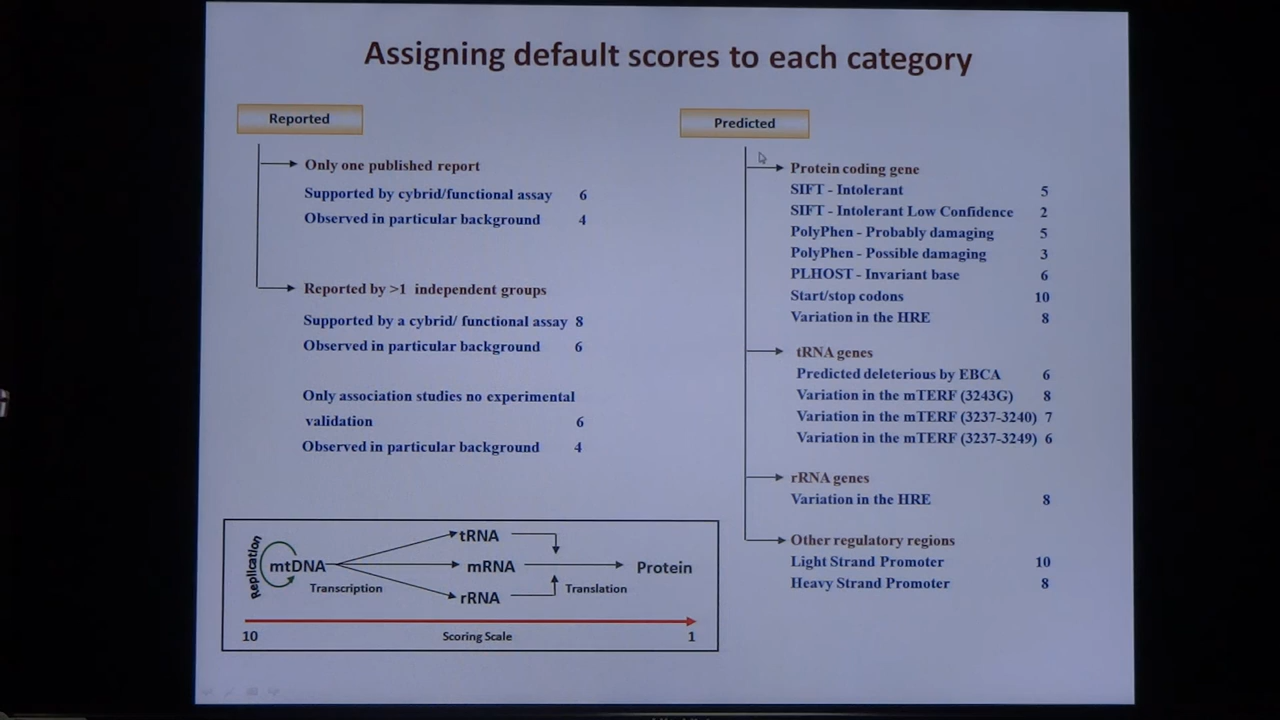 Assigning default scores to each category
Reported
Only one published report
Supported by cybrid/functional assay 6
Observed in particular background 4
Reported by >1 independent groups
Supported by a cybrid/ functional assay 8
Observed in particular background 6
Only association studies no experimental
validation 6
Observed in particular background 4
Predicted
Protein coding gene
SIFT - Intolerant 5
SIFT - Intolerant Low Confidence 2
PolyPhen - Probably damaging 5
PolyPhen - Possible damaging 3
PLHOST - Invariant base 6
Start/stop codons 10
Variation in the HRE 8
tRNA genes
Predicted deleterious by EBCA 6
Variation in the mTERF (3243G) 8
Variation in the mTERF (3237-3240) 7
Variation in the mTERF (3237-3249) 6
rRNA genes
Variation in the HRE 8
Other regulatory regions
Light Strand Promoter 10
Heavy Strand Promoter 8
Replication
mtDNA
Transcription
tRNA
mRNA
rRNA
Translation
Protein
10 Scoring Scale 1